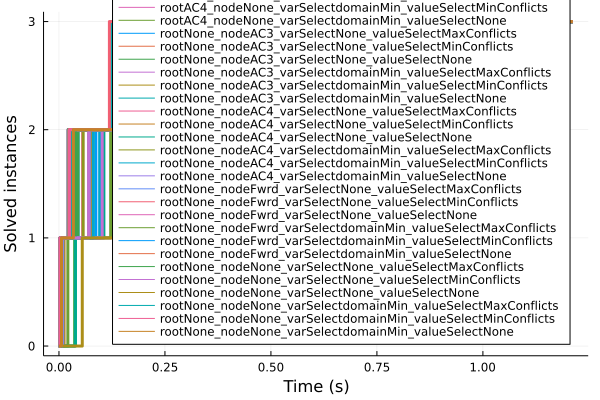 rootAC4_nodeNone_varSelectdomainMin_valueSelectMinConflicts
rootAC4_nodeNone_varSelectdomainMin_valueSelectNone
rootNone_nodeAC3_varSelectNone_valueSelectMaxConflicts
rootNone_nodeAC3_varSelectNone_valueSelectMinConflicts
rootNone_nodeAC3_varSelectNone_valueSelectNone
rootNone_nodeAC3_varSelectdomainMin_valueSelectMaxConflicts
rootNone_nodeAC3_varSelectdomainMin_valueSelectMinConflicts
rootNone_nodeAC3_varSelectdomainMin_valueSelectNone
rootNone_nodeAC4_varSelectNone_valueSelectMaxConflicts
rootNone_nodeAC4_varSelectNone_valueSelectMinConflicts
rootNone_nodeAC4_varSelectNone_valueSelectNone
rootNone_nodeAC4_varSelectdomainMin_valueSelectMaxConflicts
rootNone_nodeAC4_varSelectdomainMin_valueSelectMinConflicts
rootNone_nodeAC4_varSelectdomainMin_valueSelectNone
rootNone_nodeFwrd_varSelectNone_valueSelectMaxConflicts
rootNone_nodeFwrd_varSelectNone_valueSelectMinConflicts
rootNone_nodeFwrd_varSelectNone_valueSelectNone
rootNone_nodeFwrd_varSelectdomainMin_valueSelectMaxConflicts
rootNone_nodeFwrd_varSelectdomainMin_valueSelectMinConflicts
rootNone_nodeFwrd_varSelectdomainMin_valueSelectNone
rootNone_nodeNone_varSelectNone_valueSelectMaxConflicts
rootNone_nodeNone_varSelectNone_valueSelectMinConflicts
rootNone_nodeNone_varSelectNone_valueSelectNone
rootNone_nodeNone_varSelectdomainMin_valueSelectMaxConflicts
rootNone_nodeNone_varSelectdomainMin_valueSelectMinConflicts
rootNone_nodeNone_varSelectdomainMin_valueSelectNone
3
2
1
0
Solved instances
0.00 0.25 0.50 0.75 1.00
Time (s)